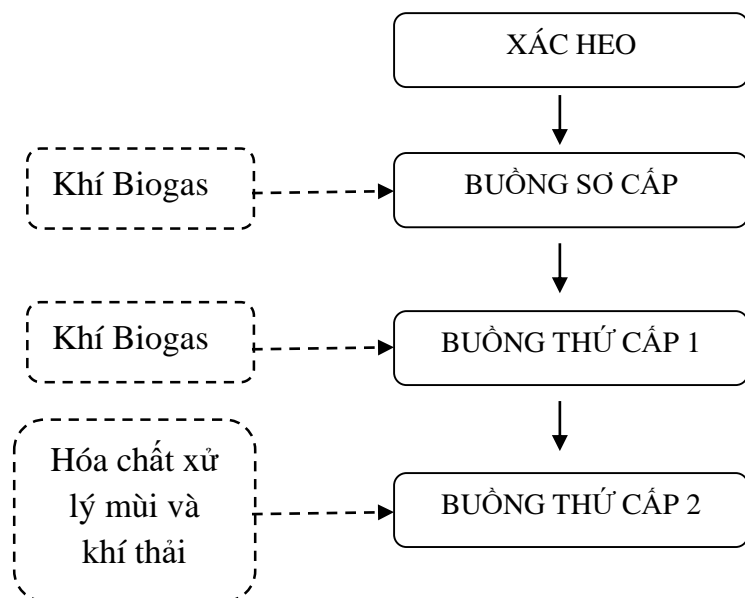 XÁC HEO
Khí Biogas
BUỒNG SƠ CẤP
Khí Biogas
BUỒNG THỨ CẤP 1
Hóa chất xử
lý mùi và
khí thải
BUỒNG THỨ CẤP 2